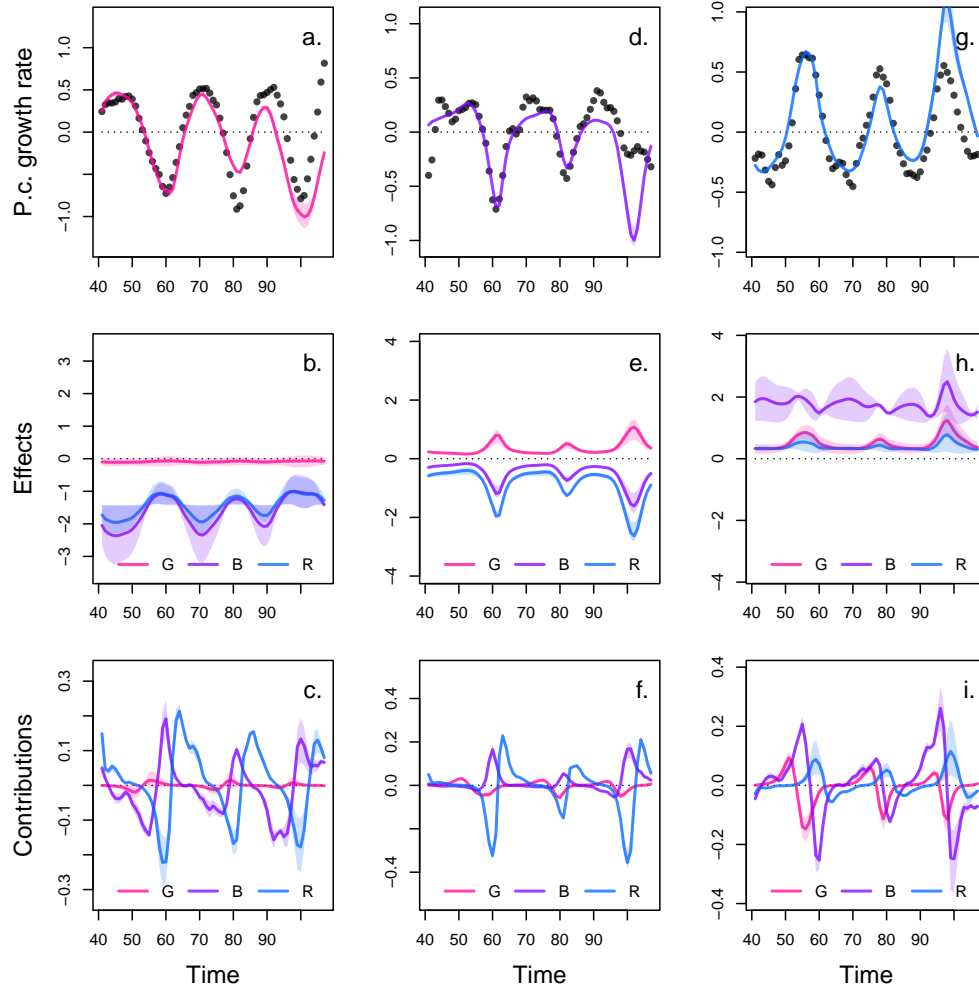 a.
d.
g.
P.c. growth rate
1.0
0.5
0.0
−1.0
40 50 60 70 80 90
1.0
0.5
0.0
−0.5
−1.0
40 50 60 70 80 90
1.0
0.5
0.0
−0.5
−1.0
40 50 60 70 80 90
b.
e.
h.
Effects
3
2
1
0
−1
−2
−3
G B R
40 50 60 70 80 90
4
2
0
−2
−4
G B R
40 50 60 70 80 90
4
2
0
−2
−4
G B R
40 50 60 70 80 90
c.
f.
i.
Contributions
0.3
0.1
−0.1
−0.3
G B R
40 50 60 70 80 90
0.4
0.2
0.0
−0.4
G B R
40 50 60 70 80 90
0.4
0.2
0.0
−0.2
−0.4
G B R
40 50 60 70 80 90
Time
Time
Time